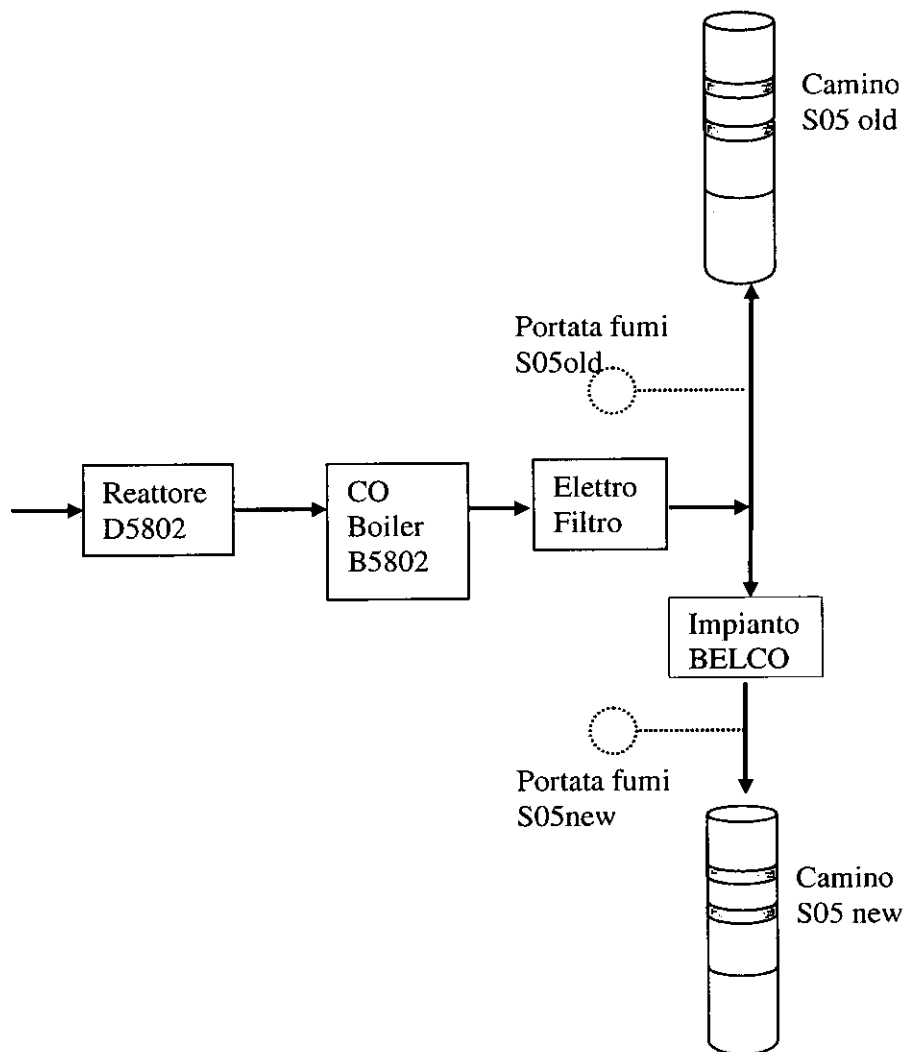 Camino
S05 old
Portata fumi
S05old
Reattore
D5802
CO
Boiler
B5802
Elettro
Filtro
Impianto
BELCO
Portata fumi
S05new
Camino
S05 new